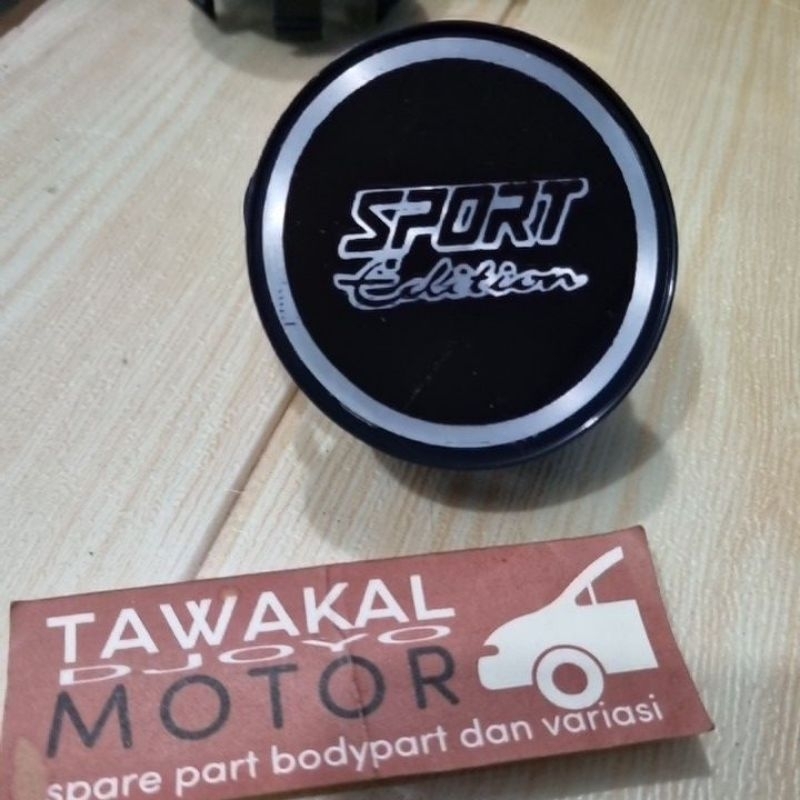 SPORT
Edition
TAWAKAL
DJOYO
MOTOR
spare part bodypart dan variasi